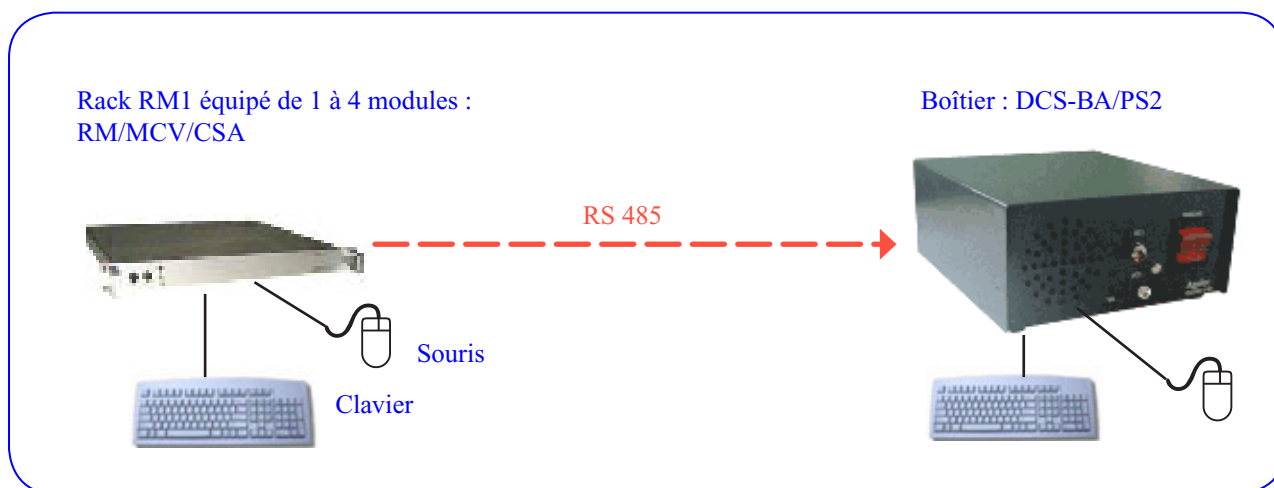 Rack RM1 équipé de 1 à 4 modules :
RM/MCV/CSA
Boîtier : DCS-BA/PS2
RS 485
Souris
Clavier